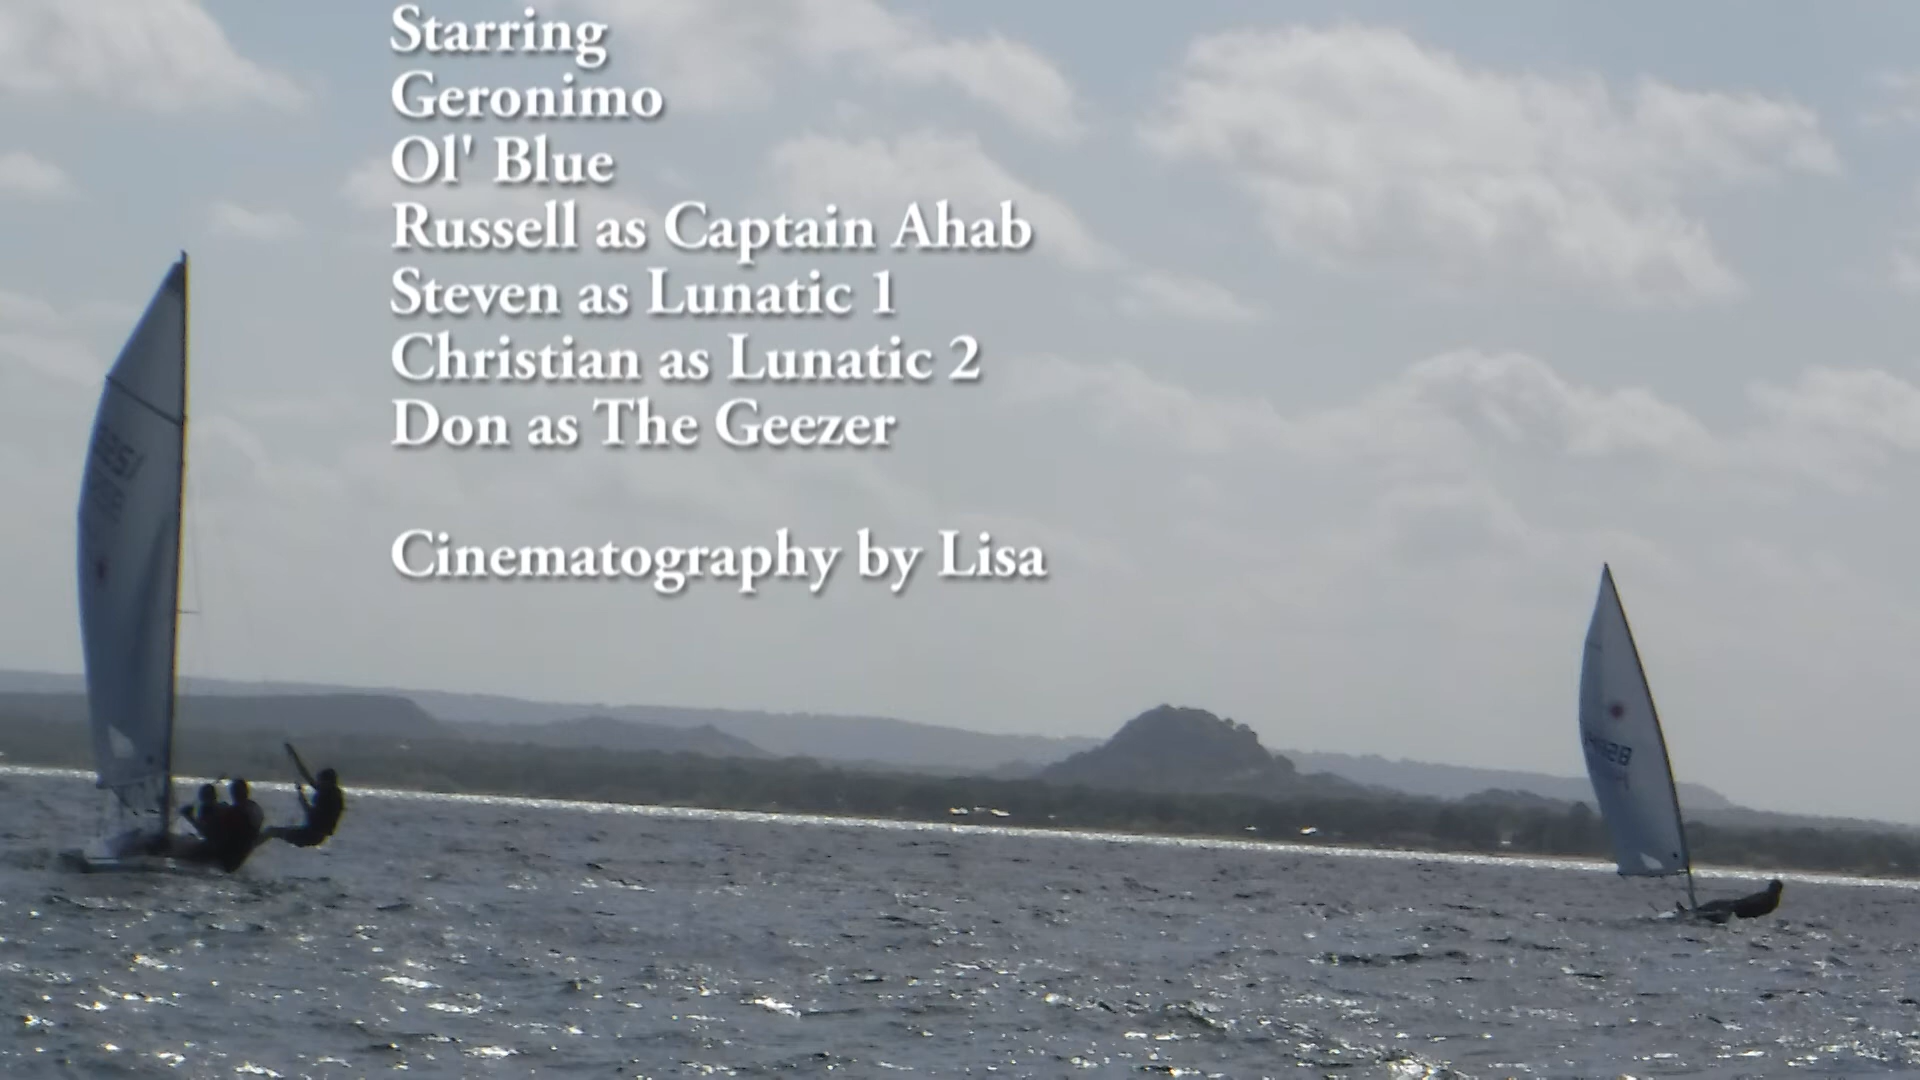 Starring
Geronimo
Ol' Blue
Russell as Captain Ahab
Steven as Lunatic 1
Christian as Lunatic 2
Don as The Geezer
Cinematography by Lisa